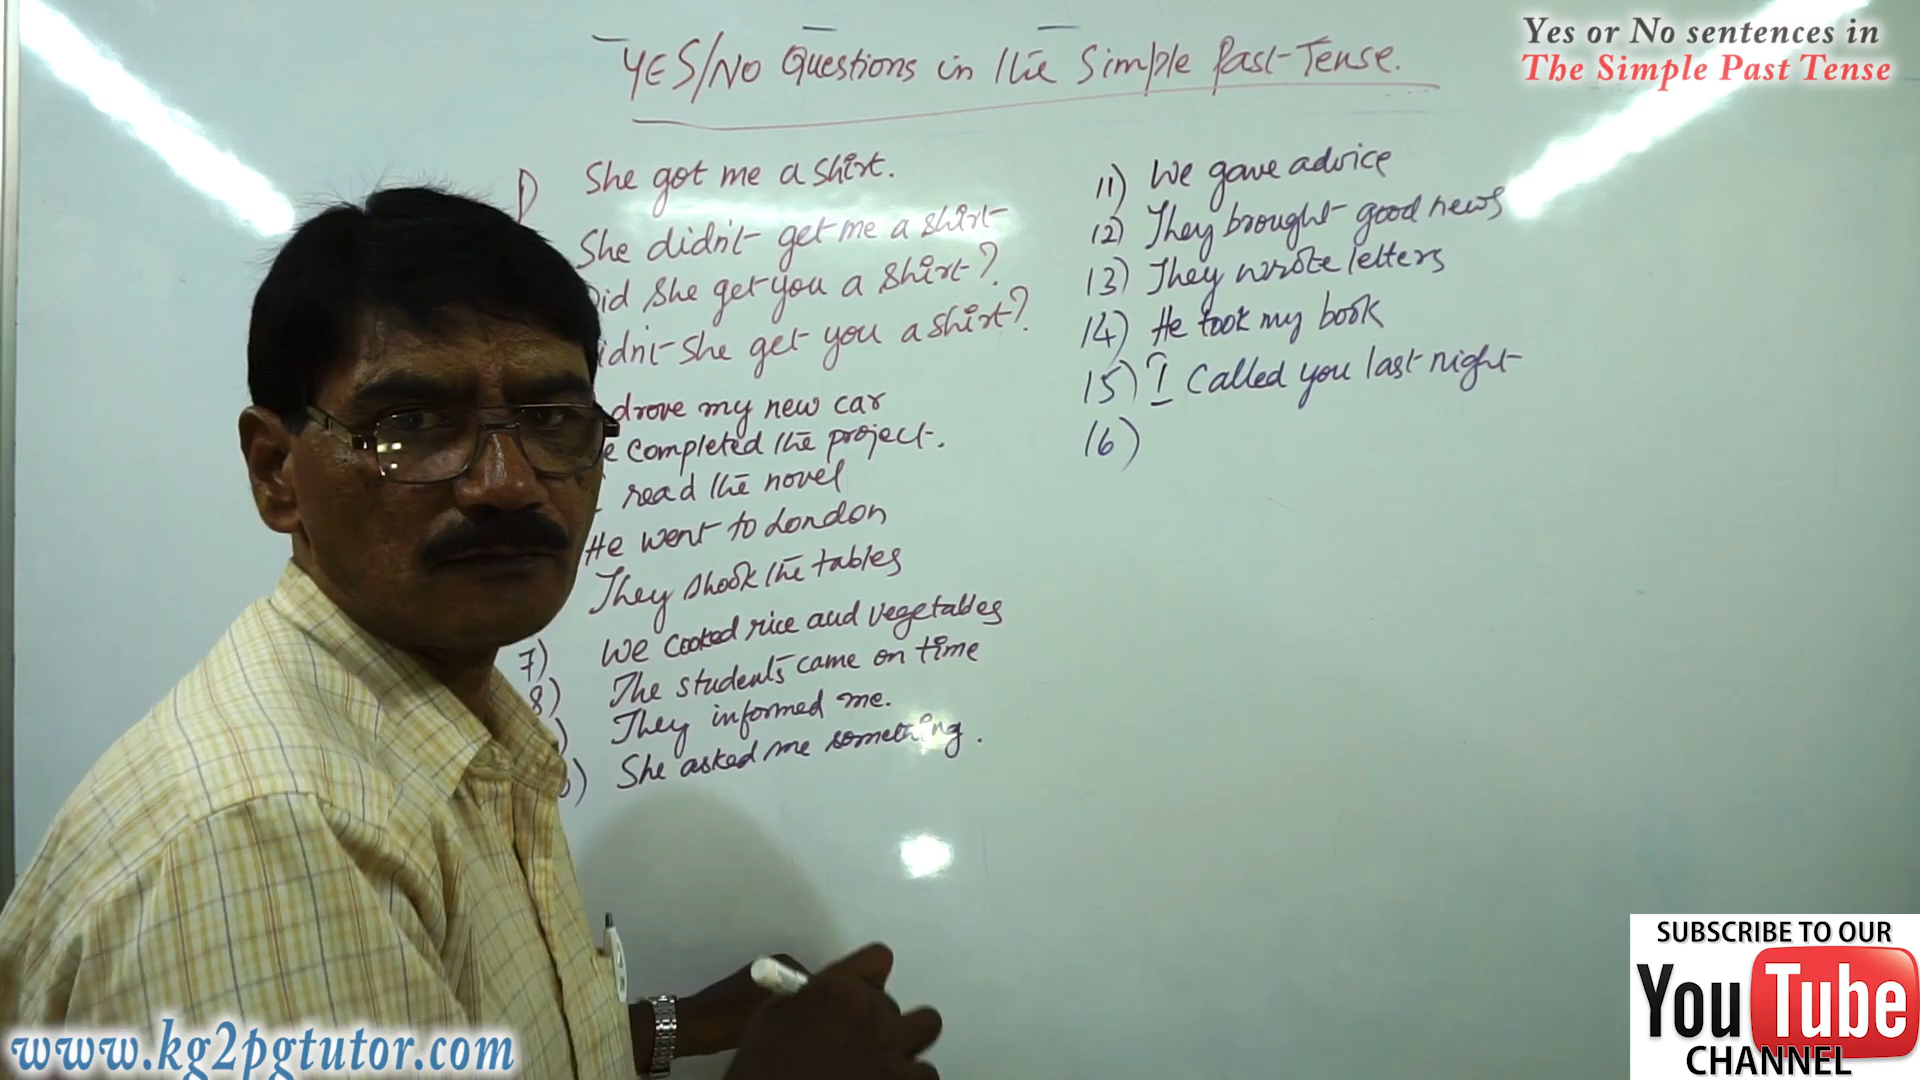 YES/NO Questions in the Simple Past-Tense.
Yes or No sentences in
The Simple Past Tense
1) She got me a shirt.
She didn't get me a shirt
Did she get you a shirt?
idn't she get you a shirt?
drove my new car
e completed the project.
read the novel
He went to London
They shook the tables
7) We cooked rice and vegetables
8) The students came on time
) They informed me.
) She asked me something.
11) We gave advice
12) They brought good news
13) They wrote letters
14) He took my book
15) I called you last night
16)
www.kg2pgtutor.com
SUBSCRIBE TO OUR
YouTube
CHANNEL